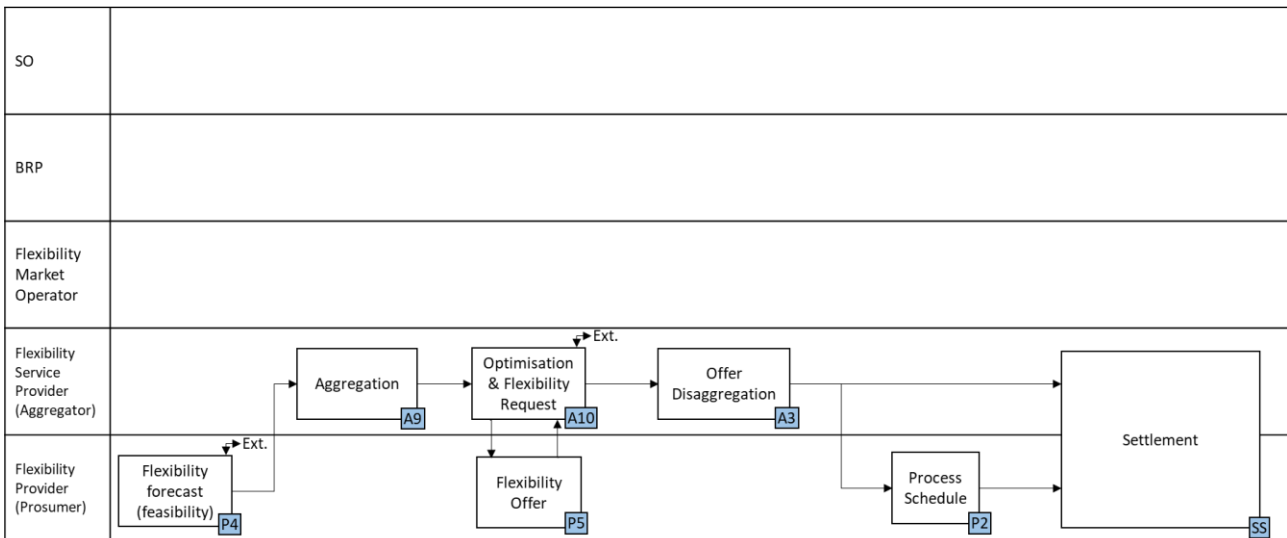 SO
BRP
Flexibility
Market
Operator
Flexibility
Service
Provider
(Aggregator)
Aggregation
A9
Optimisation
& Flexibility
Request
A10
Ext.
Offer
Disaggregation
A3
Settlement
SS
Flexibility
Provider
(Prosumer)
Flexibility
forecast
(feasibility)
P4
Ext.
Flexibility
Offer
P5
Process
Schedule
P2